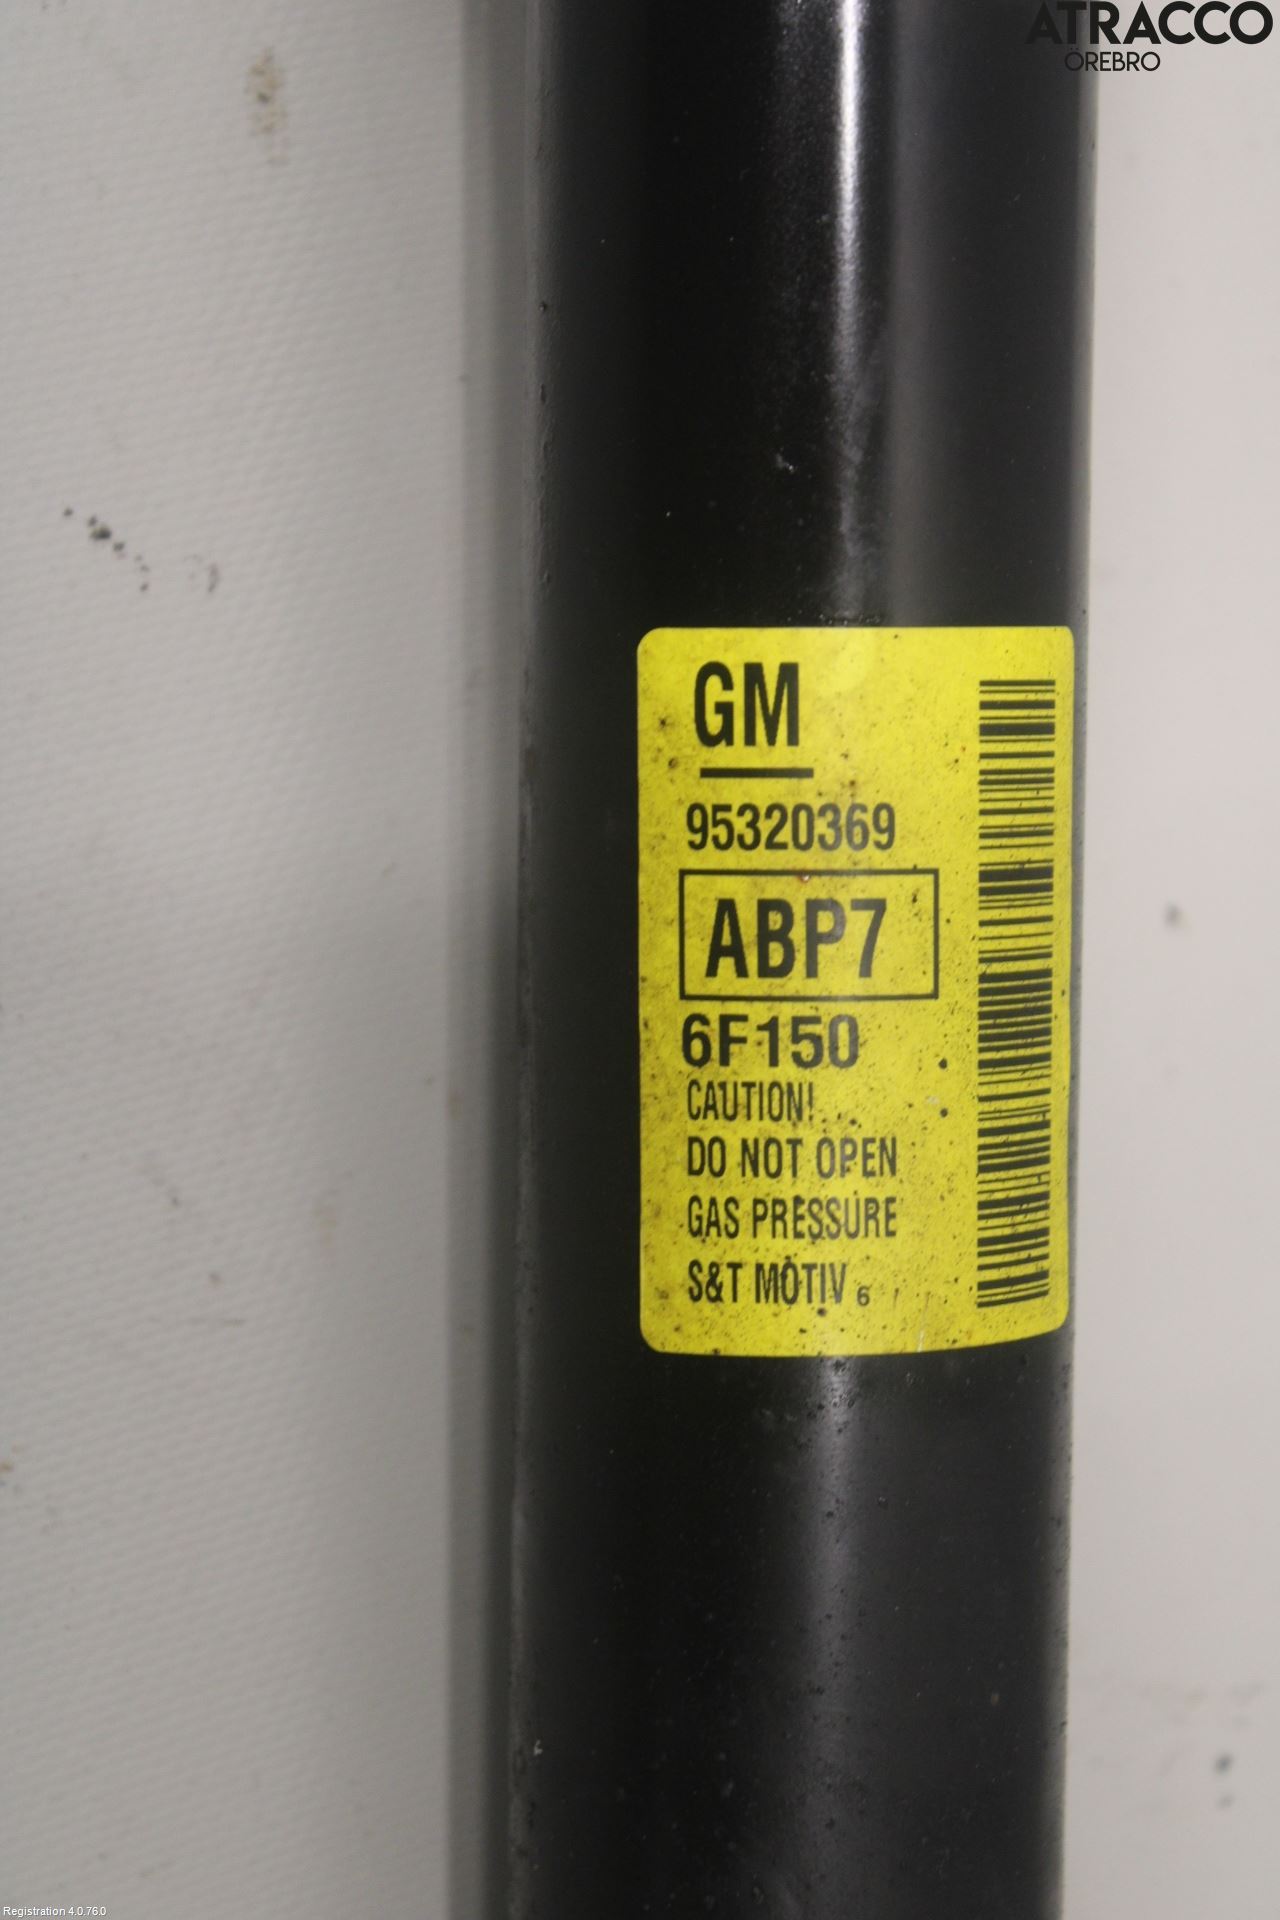 ATRACCO
ÖREBRO
GM
95320369
ABP7
6F150
CAUTION!
DO NOT OPEN
GAS PRESSURE
S&T MOTIV 6
Registration 4.0.76.0